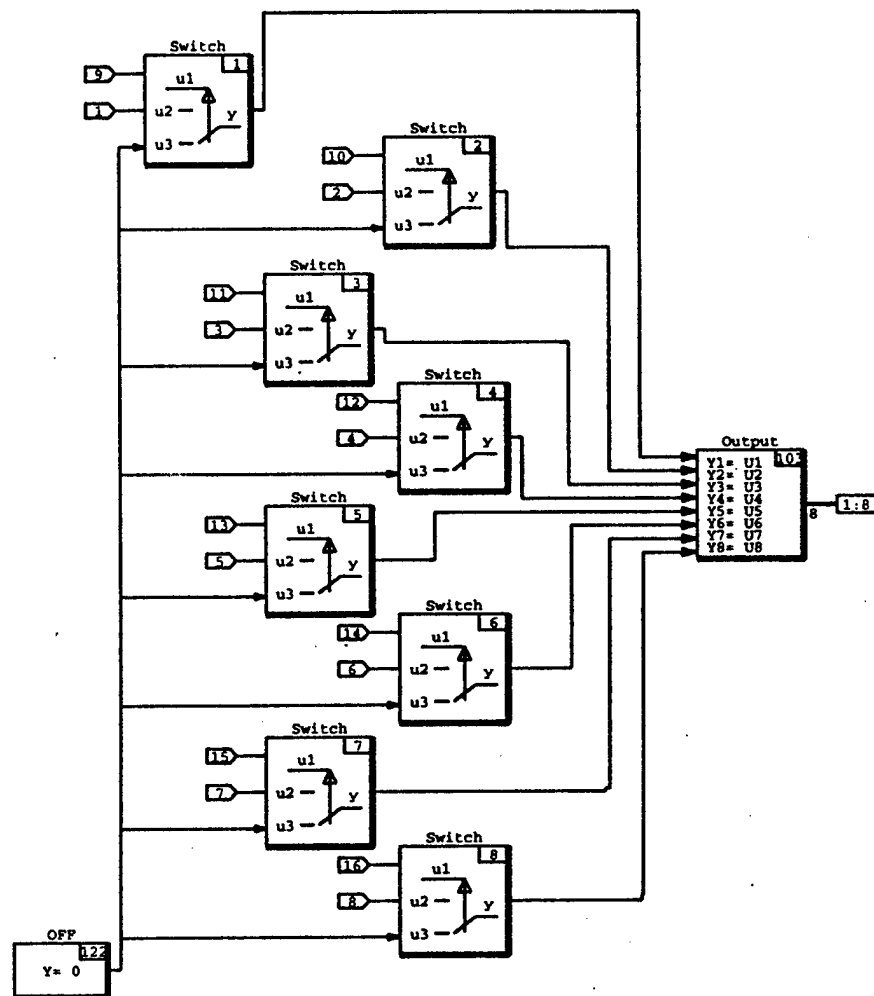 Switch
1
9
u1
1
u2
y
u3
Switch
2
10
u1
2
u2
y
u3
Switch
3
11
u1
3
u2
y
u3
Switch
4
12
u1
4
u2
y
u3
Output
103
Y1= U1
Y2= U2
Y3= U3
Y4= U4
Y5= U5
Y6= U6
Y7= U7
Y8= U8
8
1:8
Switch
5
13
u1
5
u2
y
u3
Switch
6
14
u1
6
u2
y
u3
Switch
7
15
u1
7
u2
y
u3
Switch
8
16
u1
8
u2
y
u3
OFF
122
Y= 0